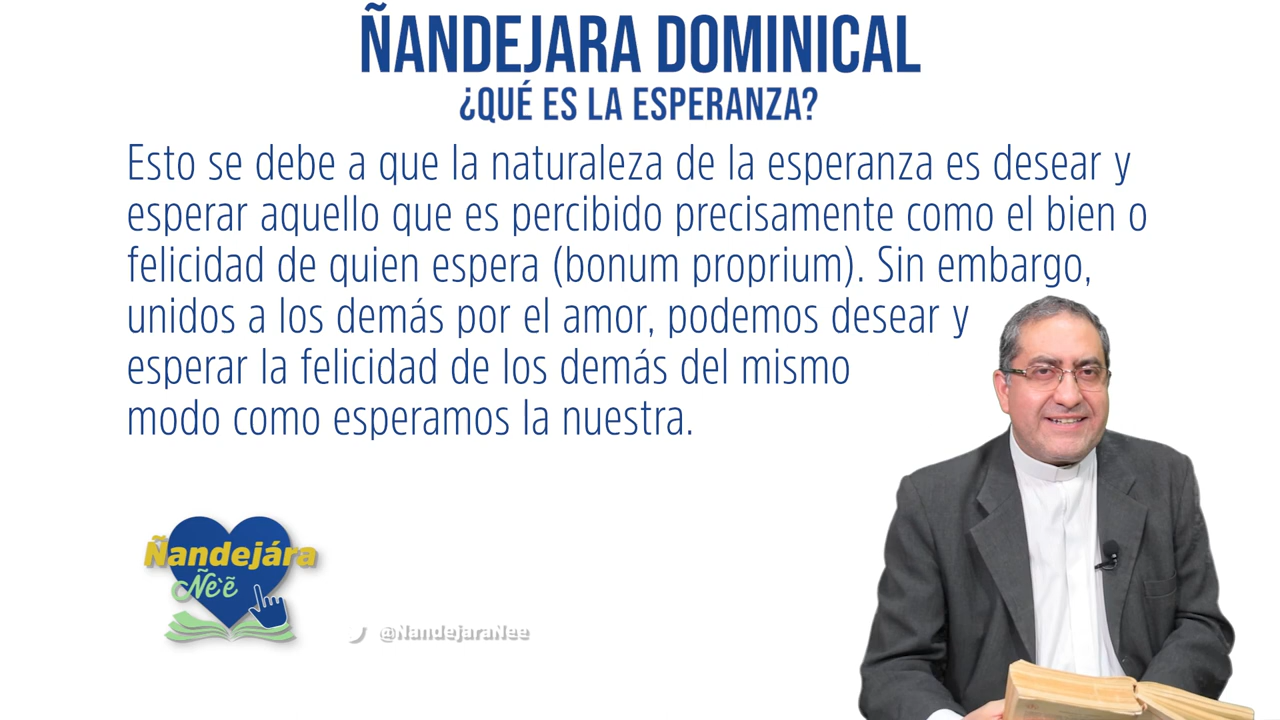 ÑANDEJARA DOMINICAL
¿QUÉ ES LA ESPERANZA?
Esto se debe a que la naturaleza de la esperanza es desear y
esperar aquello que es percibido precisamente como el bien o
felicidad de quien espera (bonum proprium). Sin embargo,
unidos a los demás por el amor, podemos desear y
esperar la felicidad de los demás del mismo
modo como esperamos la nuestra.
Ñandejára
Ñe'ẽ
@NandejaraNee